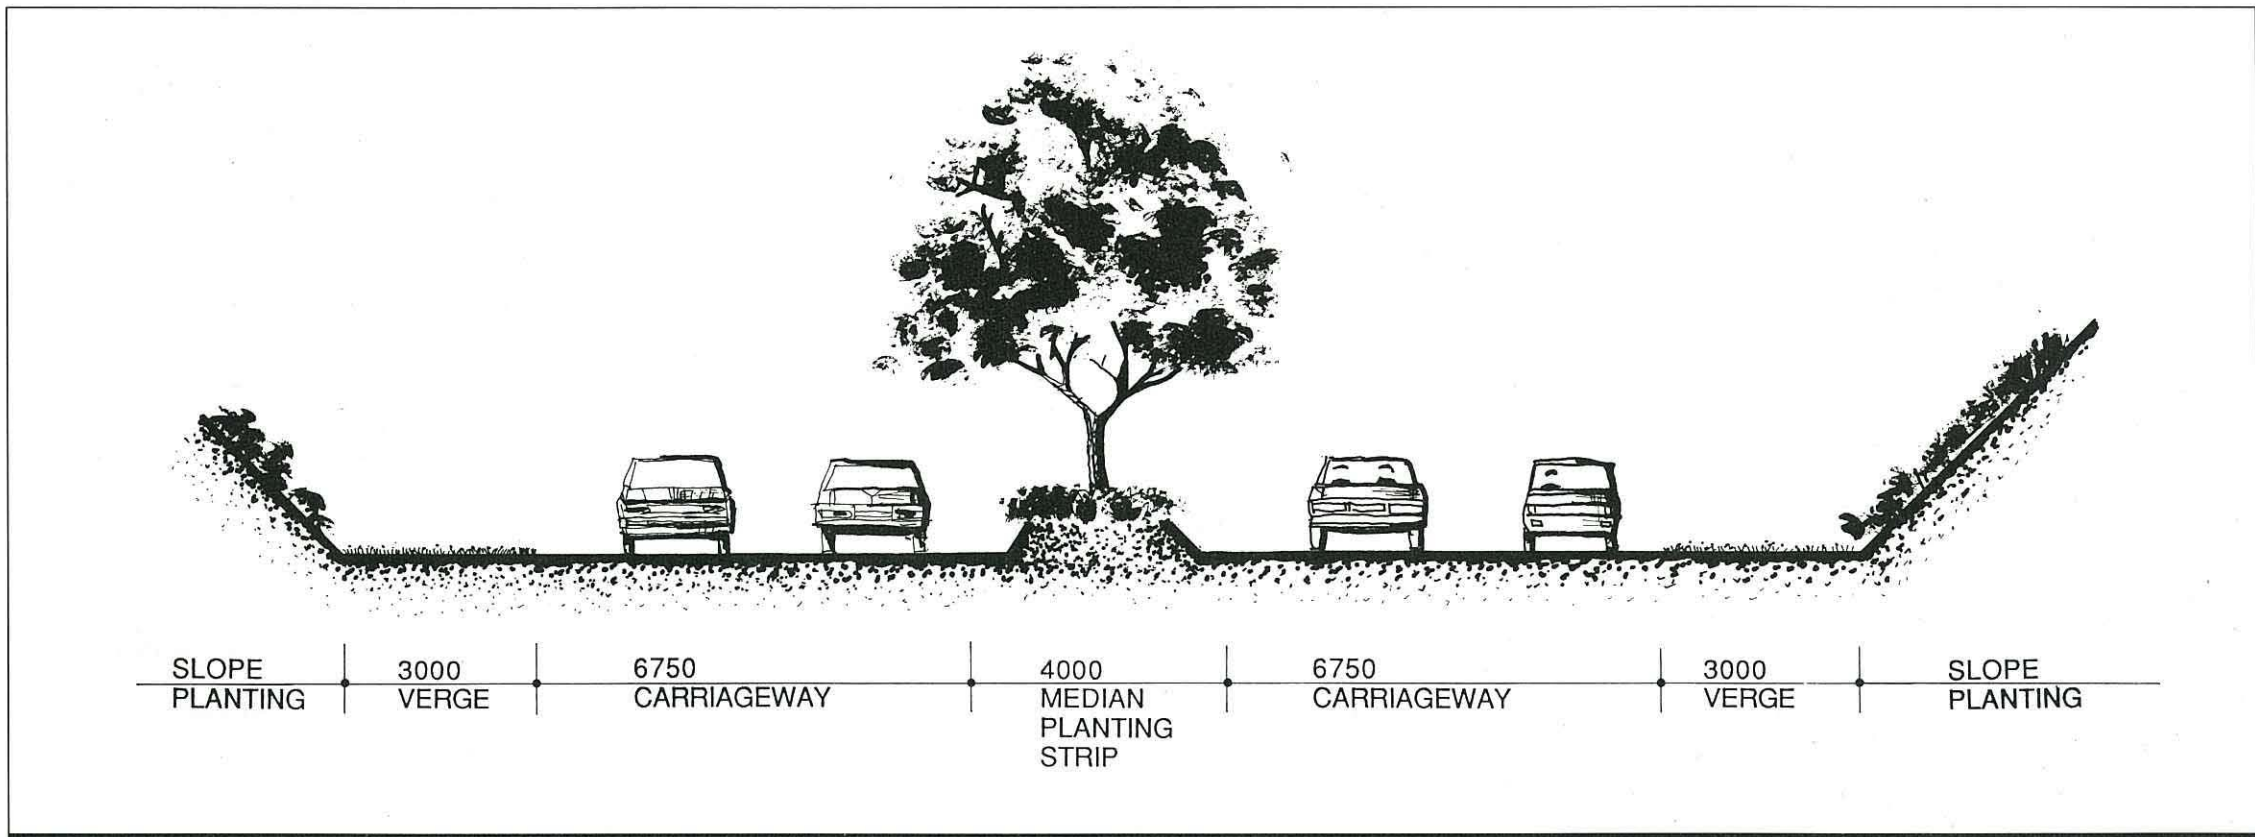 SLOPE
PLANTING
3000
VERGE
6750
CARRIAGEWAY
4000
MEDIAN
PLANTING
STRIP
6750
CARRIAGEWAY
3000
VERGE
SLOPE
PLANTING